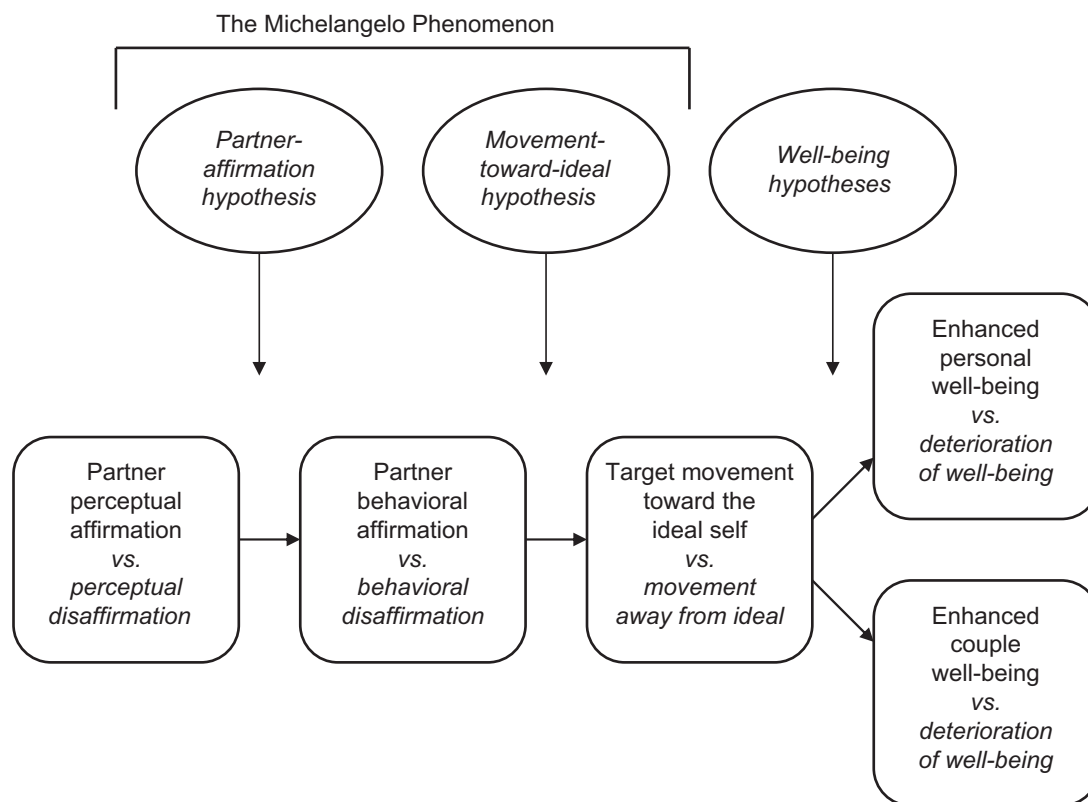 The Michelangelo Phenomenon
Partner-
affirmation
hypothesis
Movement-
toward-ideal
hypothesis
Well-being
hypotheses
Partner
perceptual
affirmation
vs.
perceptual
disaffirmation
Partner
behavioral
affirmation
vs.
behavioral
disaffirmation
Target movement
toward the
ideal self
vs.
movement
away from ideal
Enhanced
personal
well-being
vs.
deterioration
of well-being
Enhanced
couple
well-being
vs.
deterioration
of well-being